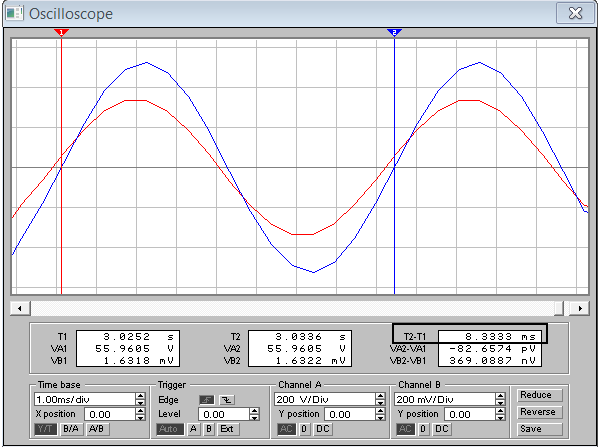 Oscilloscope
1 2
T1 3.0252 s T2 3.0336 s T2-T1 8.3333 ms
VA1 55.9605 V VA2 55.9605 V VA2-VA1 -82.6574 pV
VB1 1.6318 mV VB2 1.6322 mV VB2-VB1 369.0887 nV
Time base Trigger Channel A Channel B
1.00ms/div Edge 200 V/Div 200 mV/Div Reduce
X position 0.00 Level 0.00 Y position 0.00 Y position 0.00 Reverse
Y/T B/A A/B Auto A B Ext AC 0 DC AC 0 DC Save